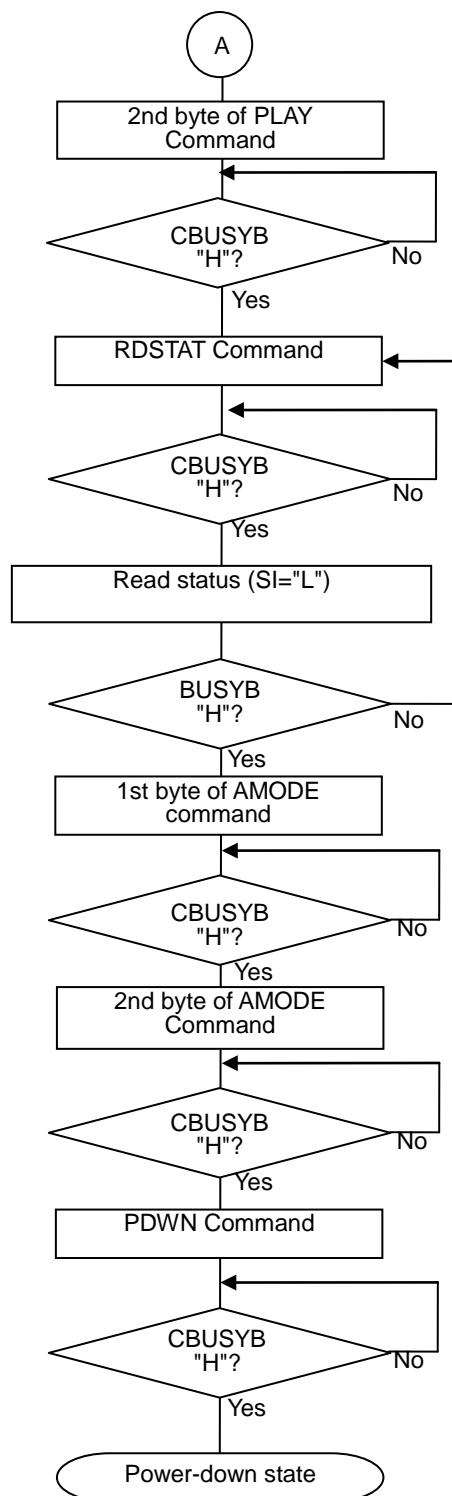 A
2nd byte of PLAY
Command
CBUSYB
"H"?
No
Yes
RDSTAT Command
CBUSYB
"H"?
No
Yes
Read status (SI="L")
BUSYB
"H"?
No
Yes
1st byte of AMODE
command
CBUSYB
"H"?
No
Yes
2nd byte of AMODE
Command
CBUSYB
"H"?
No
Yes
PDWN Command
CBUSYB
"H"?
No
Yes
Power-down state